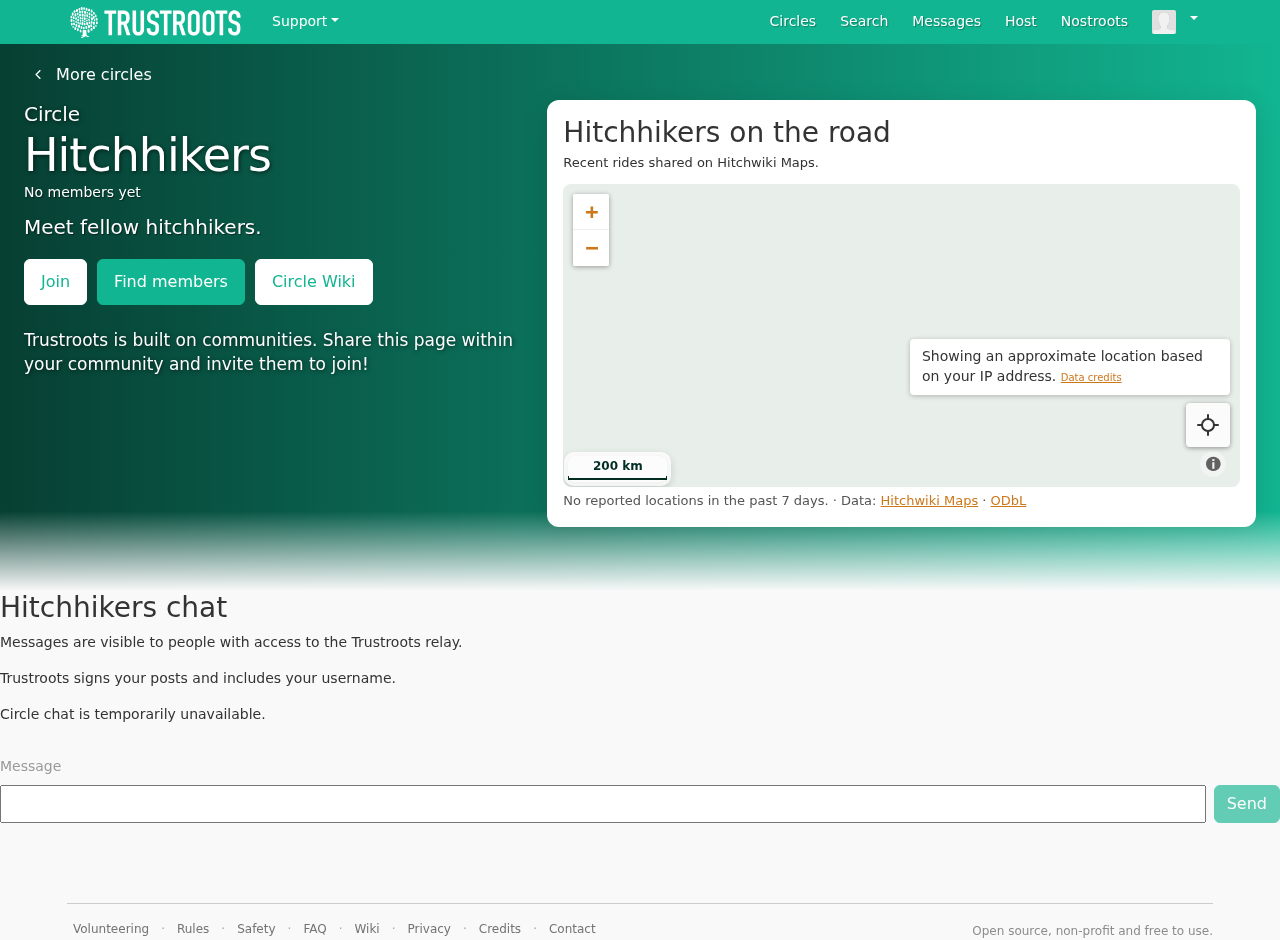 TRUSTROOTS
Support
Circles
Search
Messages
Host
Nostroots
More circles
Circle
Hitchhikers
No members yet
Meet fellow hitchhikers.
Join
Find members
Circle Wiki
Trustroots is built on communities. Share this page within
your community and invite them to join!
Hitchhikers on the road
Recent rides shared on Hitchwiki Maps.
+
−
Showing an approximate location based
on your IP address. Data credits
200 km
No reported locations in the past 7 days. · Data: Hitchwiki Maps · ODbL
Hitchhikers chat
Messages are visible to people with access to the Trustroots relay.
Trustroots signs your posts and includes your username.
Circle chat is temporarily unavailable.
Message
Send
Volunteering · Rules · Safety · FAQ · Wiki · Privacy · Credits · Contact
Open source, non-profit and free to use.